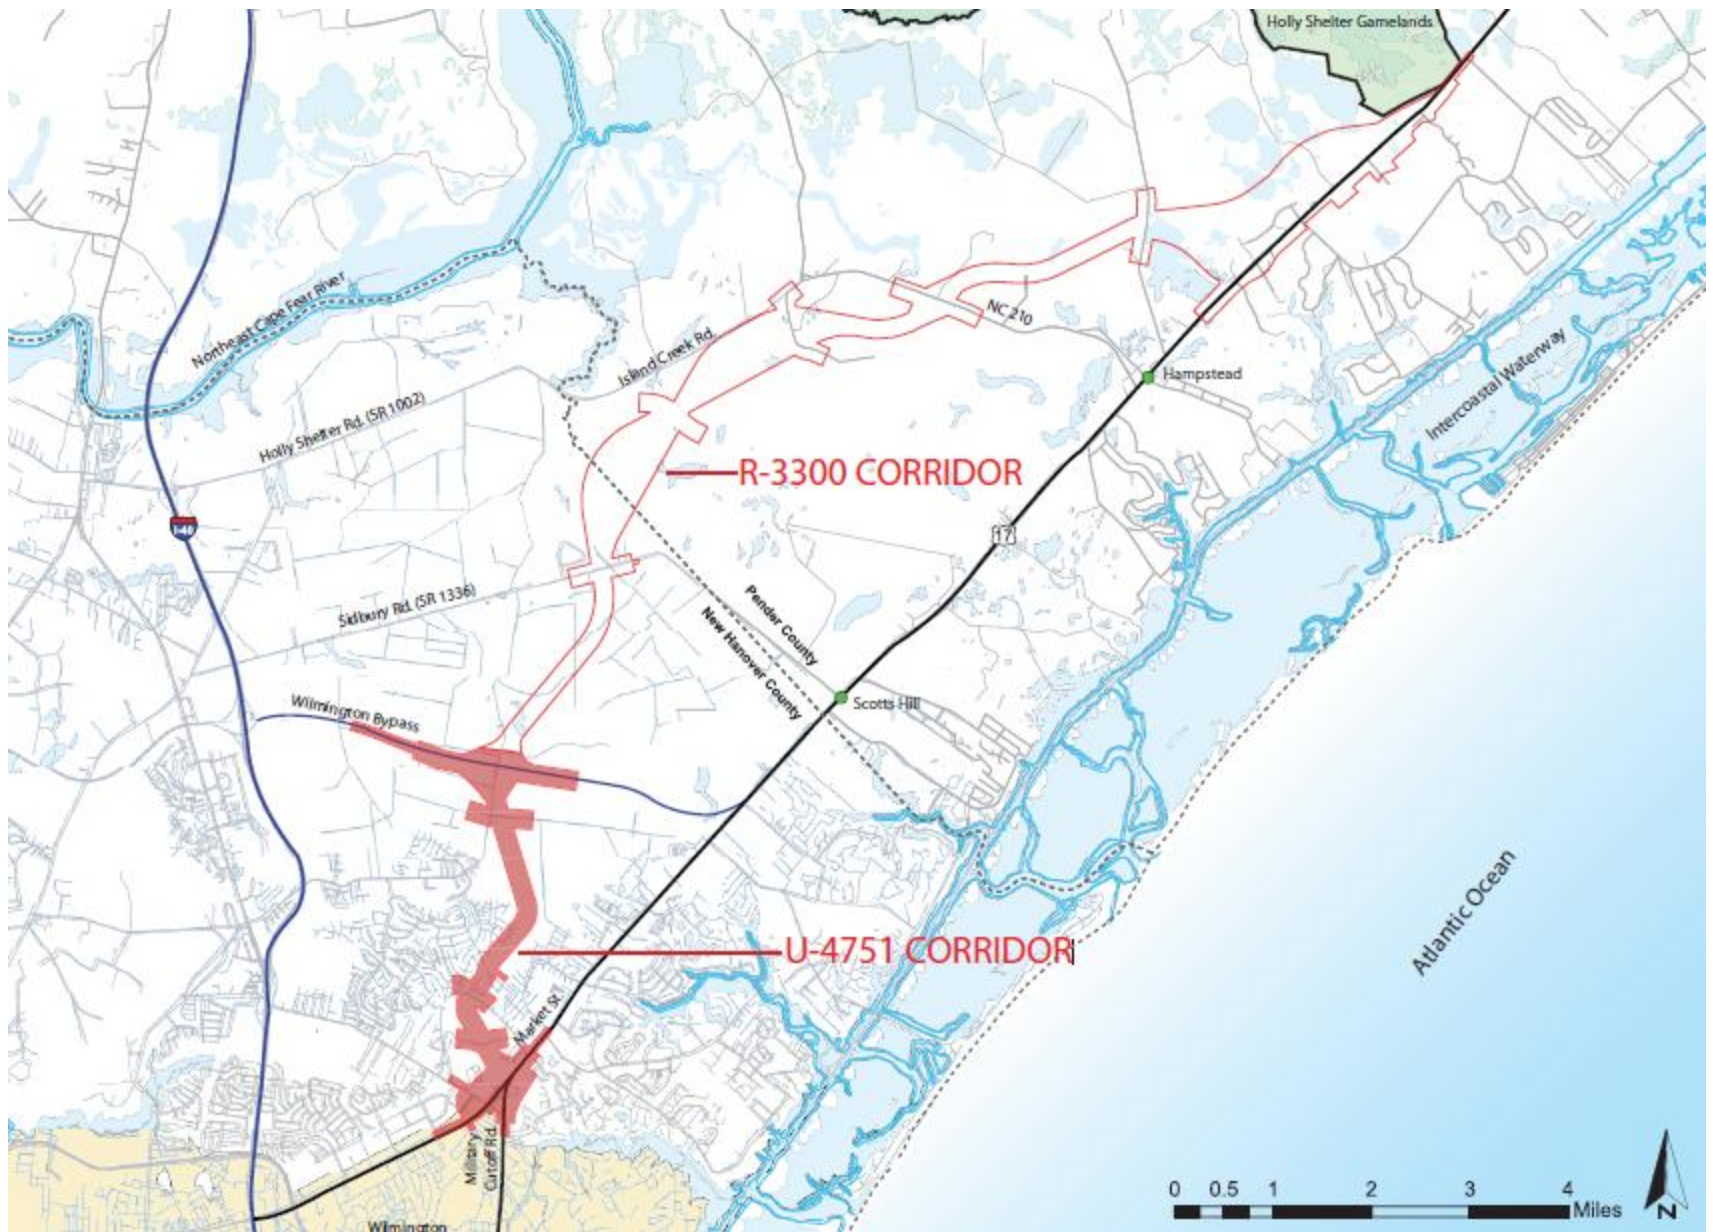 Holly Shelter Gamelands
Northeast Cape Fear River
Island Creek Rd.
NC 210
Hampstead
Intercoastal Waterway
Holly Shelter Rd. (SR 1002)
R-3300 CORRIDOR
I-40
17
Sidbury Rd. (SR 1336)
Pender County
New Hanover County
Wilmington Bypass
Scotts Hill
Atlantic Ocean
U-4751 CORRIDOR
Market St.
Military
Cutoff Rd.
Wilmington
0 0.5 1 2 3 4
Miles
N